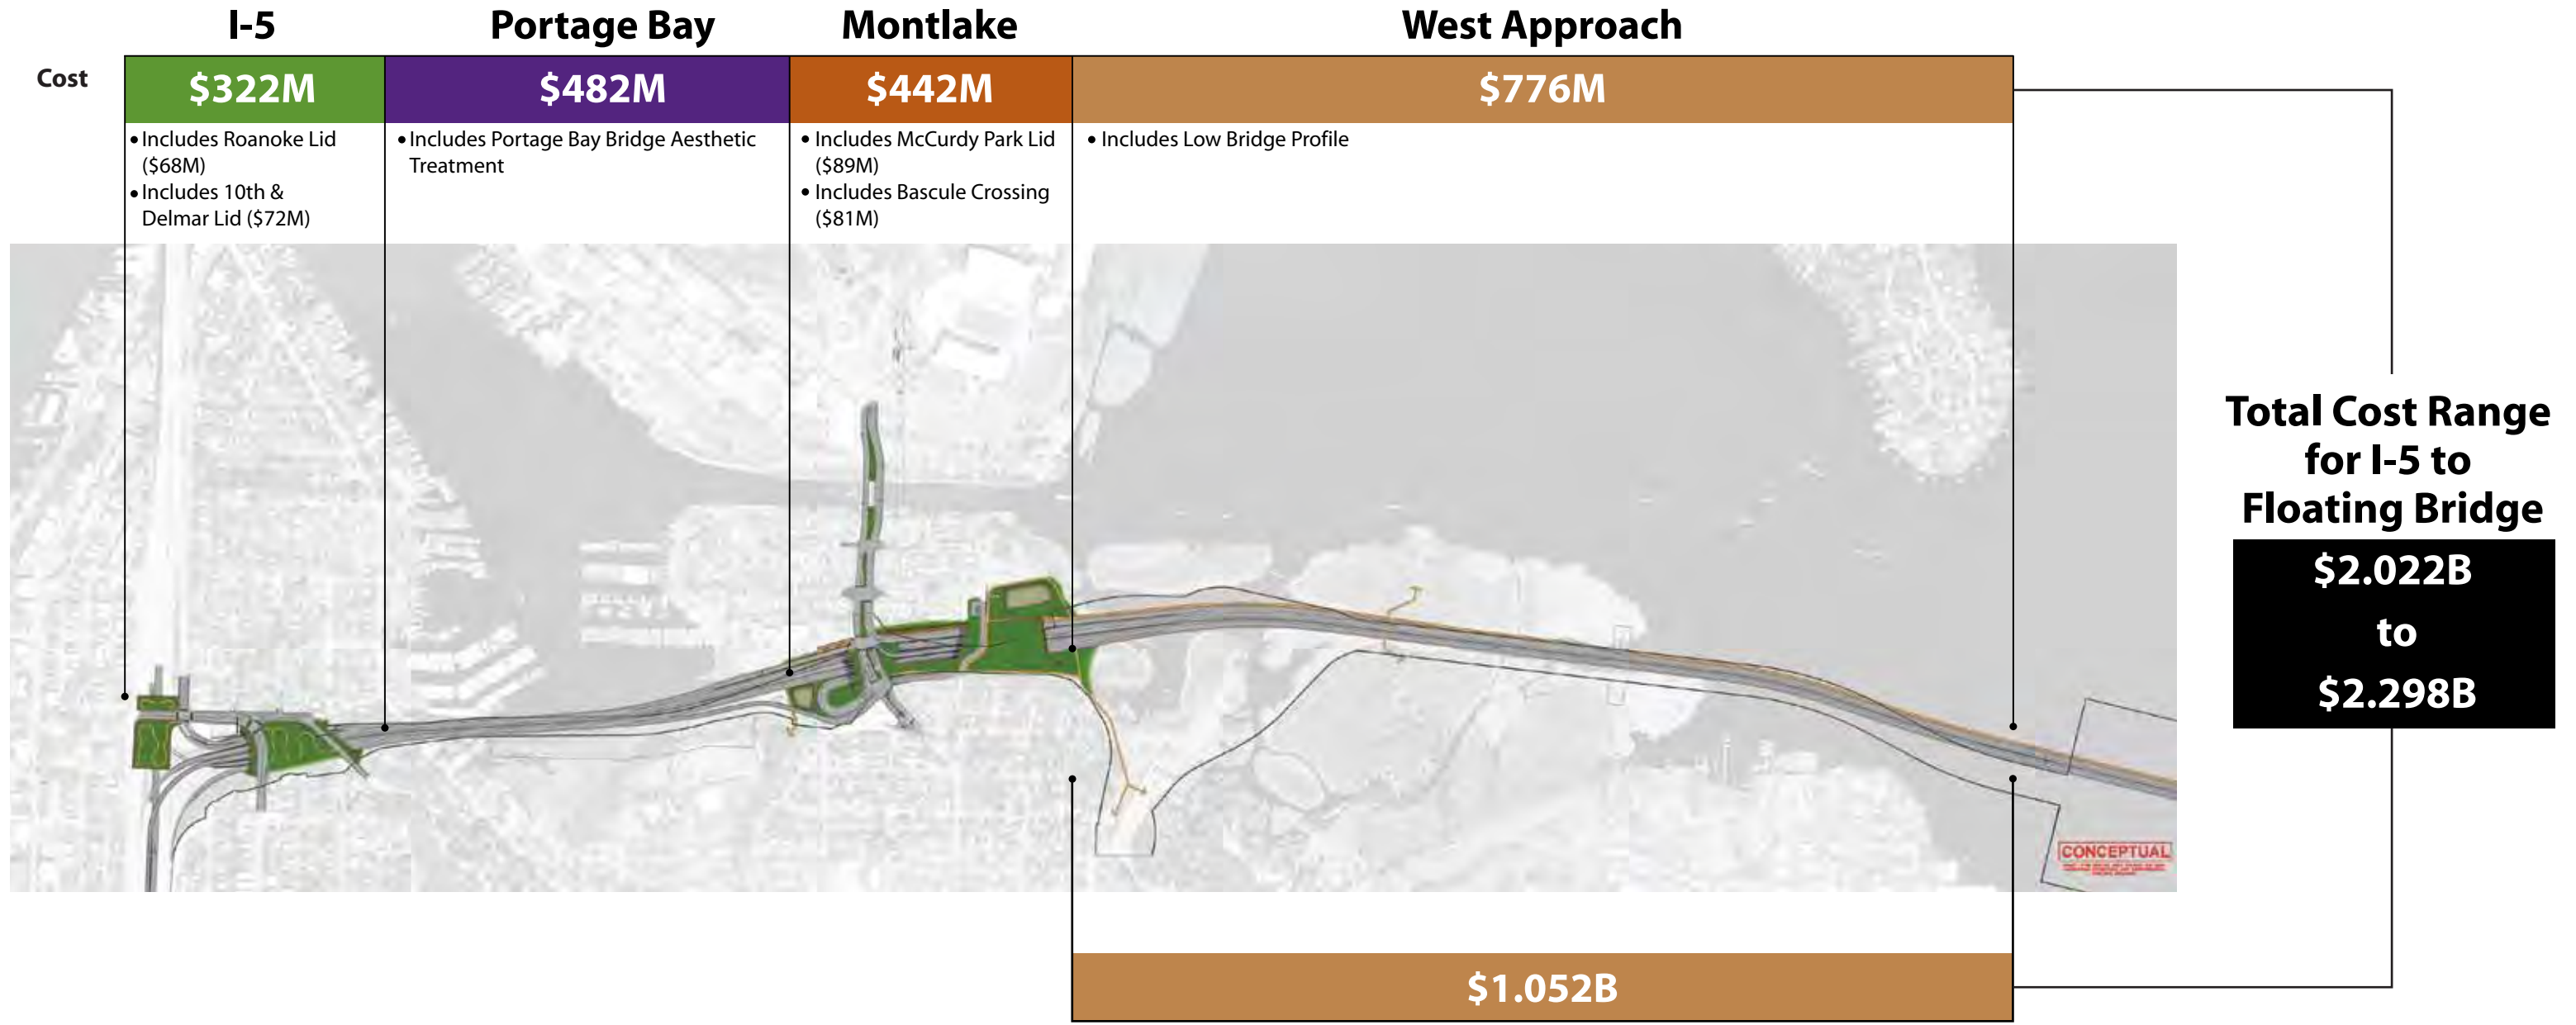 I-5
Portage Bay
Montlake
West Approach
Cost
$322M
$482M
$442M
$776M
• Includes Roanoke Lid
($68M)
• Includes 10th &
Delmar Lid ($72M)
• Includes Portage Bay Bridge Aesthetic
Treatment
• Includes McCurdy Park Lid
($89M)
• Includes Bascule Crossing
($81M)
• Includes Low Bridge Profile
Total Cost Range
for I-5 to
Floating Bridge
$2.022B
to
$2.298B
CONCEPTUAL
$1.052B